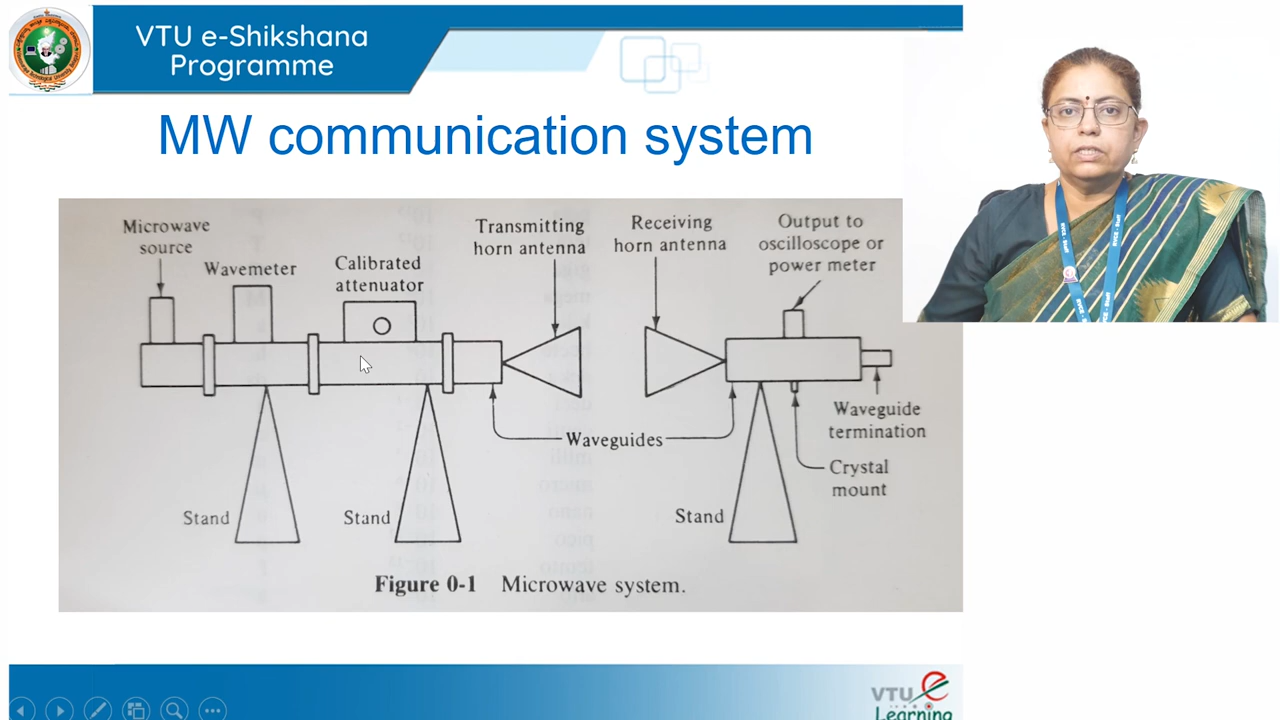 VTU e-Shikshana
Programme
MW communication system
Microwave
source
Wavemeter
Calibrated
attenuator
Transmitting
horn antenna
Receiving
horn antenna
Output to
oscilloscope or
power meter
Waveguides
Waveguide
termination
Crystal
mount
Stand
Stand
Stand
Figure 0-1 Microwave system.
VTU e
Learning